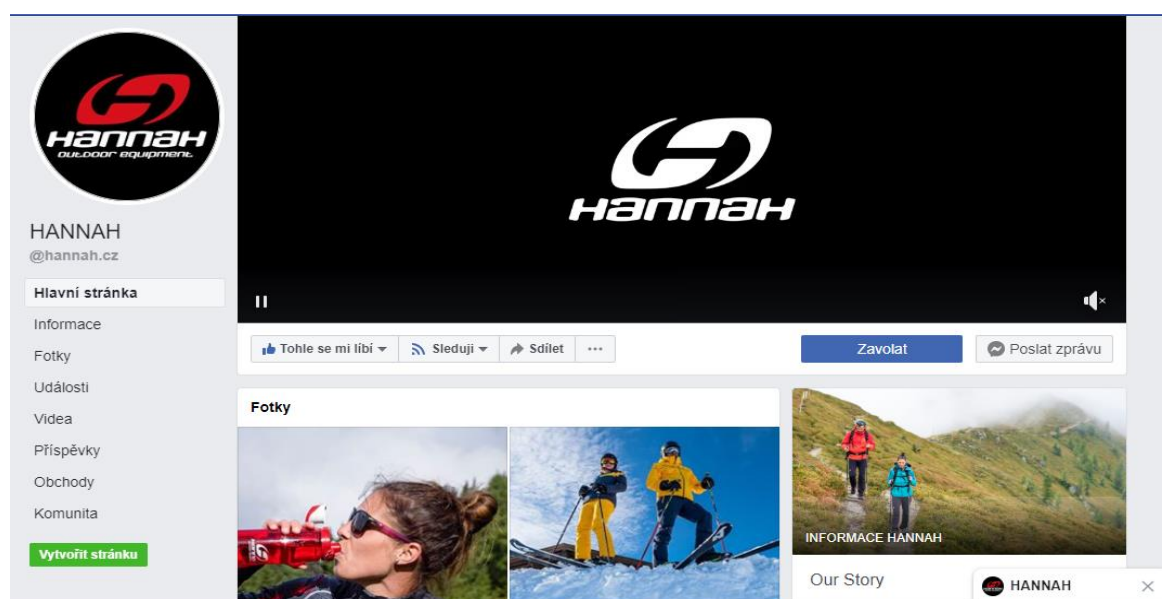 Hannah
outdoor equipment
HANNAH
@hannah.cz
Hlavní stránka
Informace
Fotky
Události
Videa
Příspěvky
Obchody
Komunita
Vytvořit stránku
Hannah
Tohle se mi líbí
Sleduji
Sdílet
Zavolat
Poslat zprávu
Fotky
INFORMACE HANNAH
Our Story
HANNAH